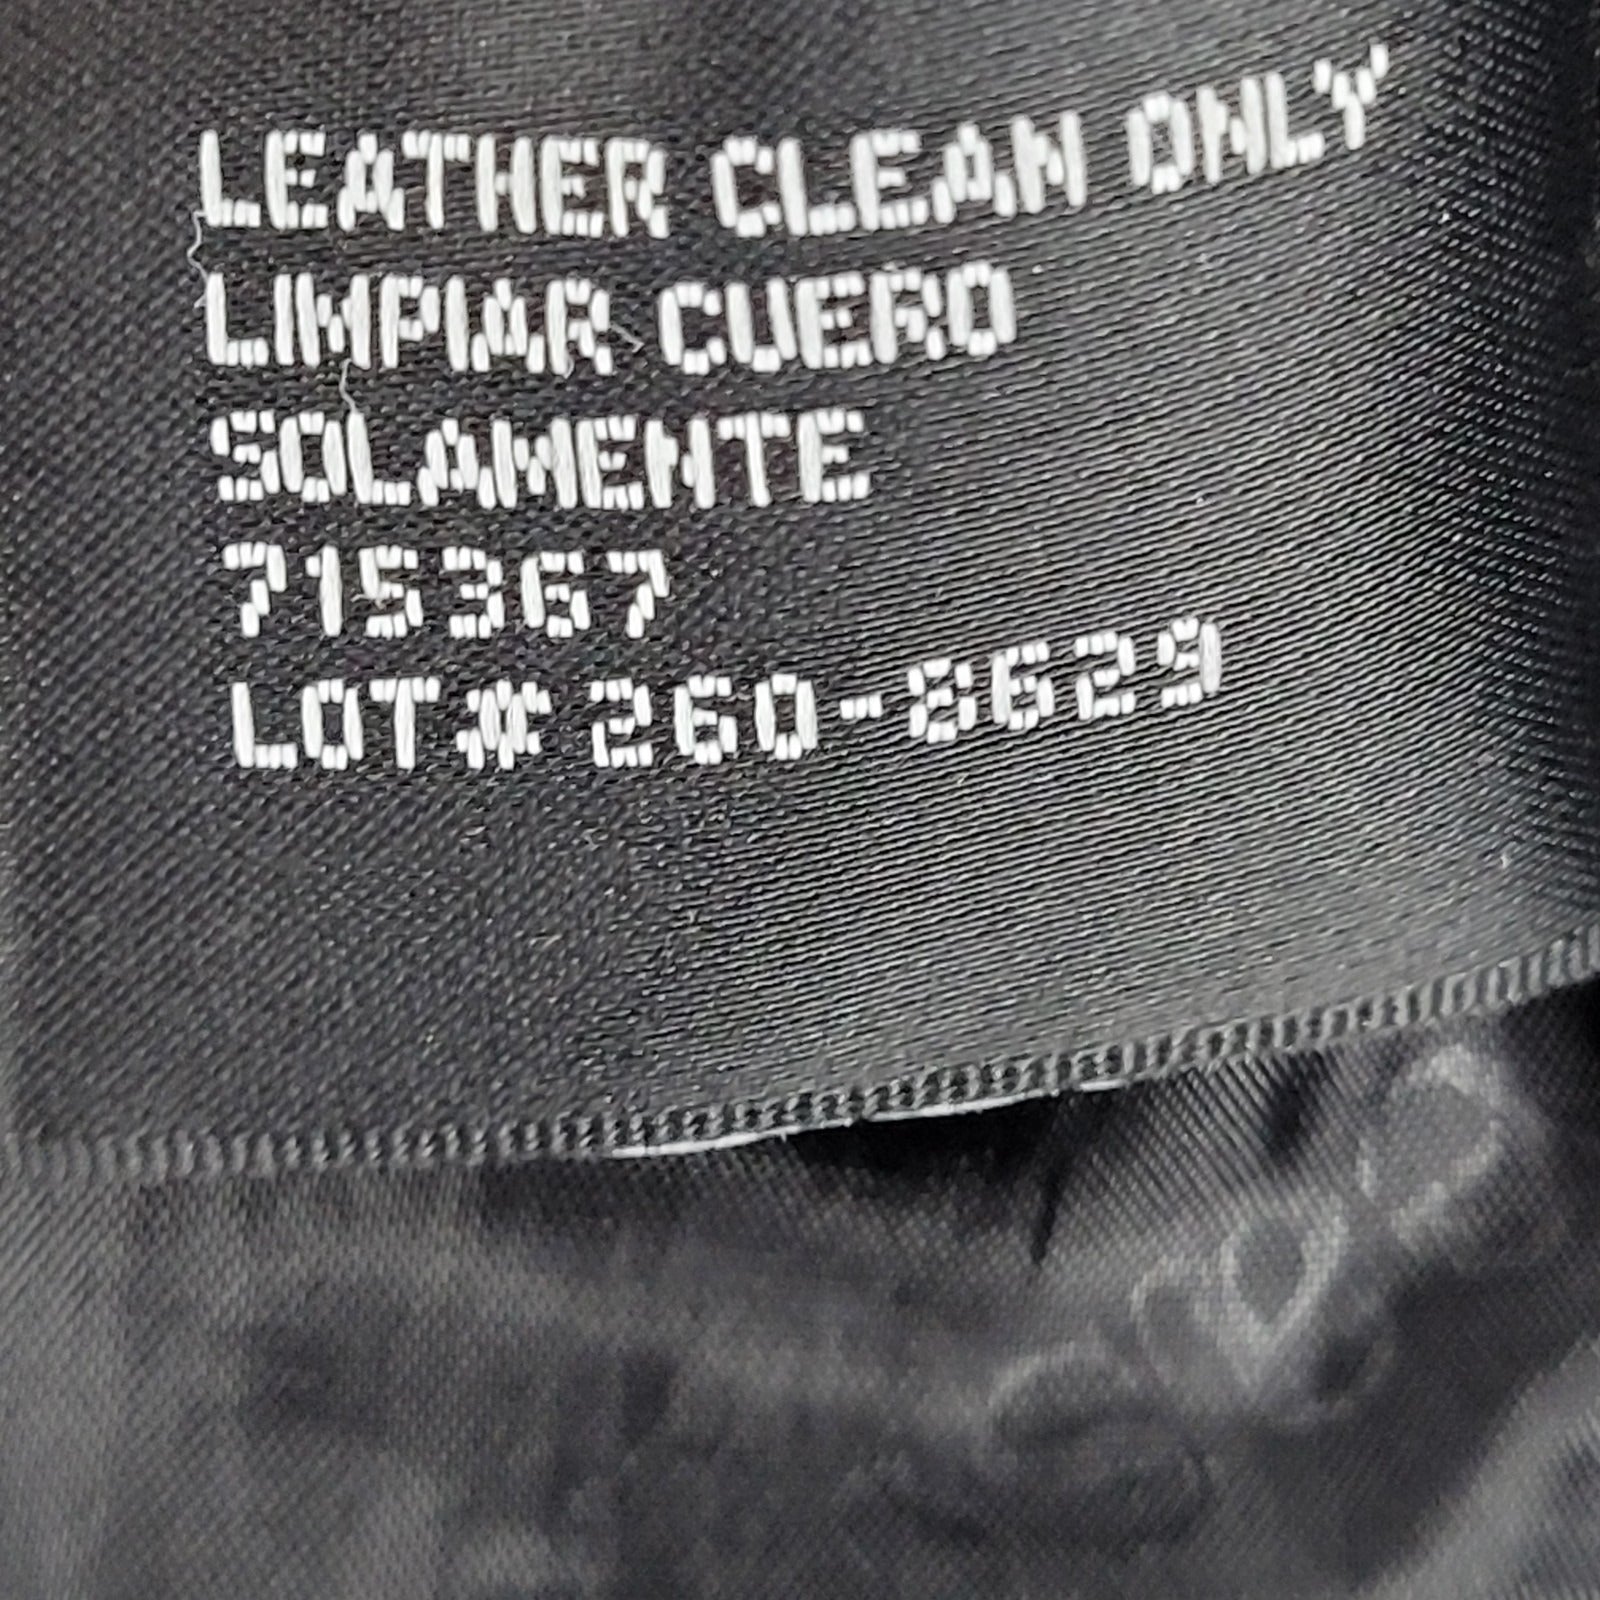 LEATHER CLEAN ONLY
LIMPIAR CUERO
SOLAMENTE
715367
LOT# 260-8629